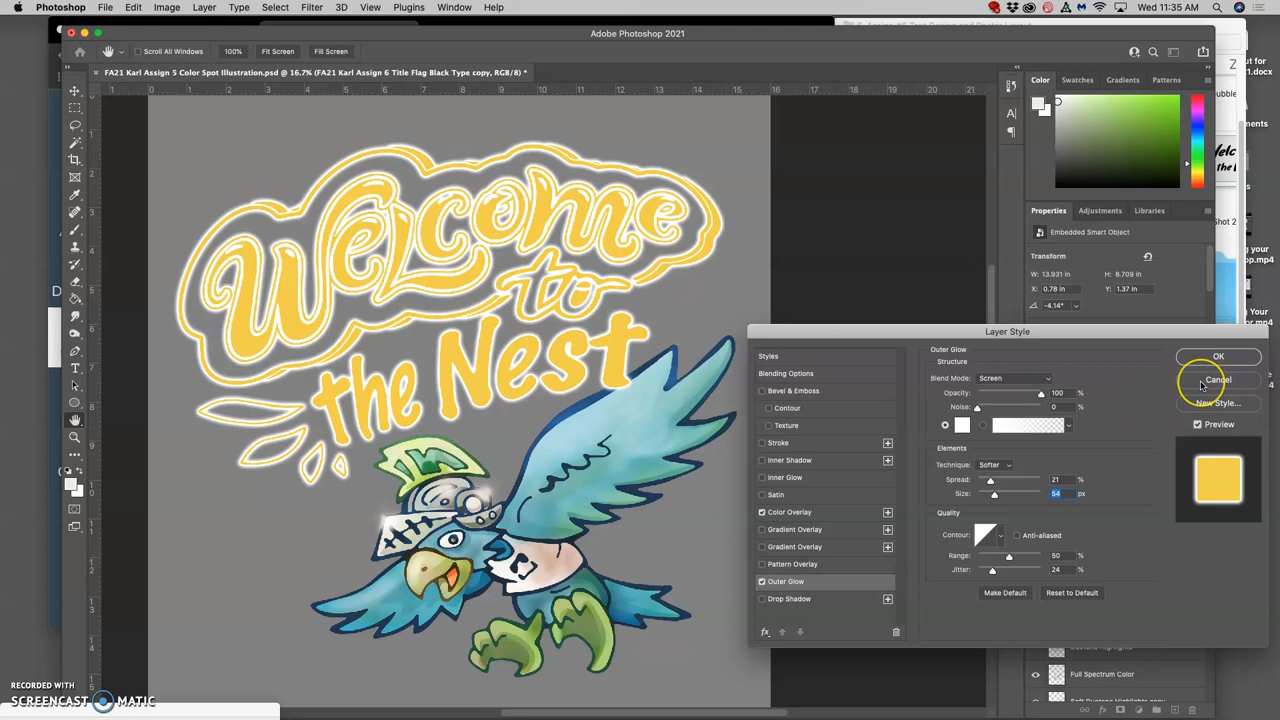 Photoshop File Edit Image Layer Type Select Filter 3D View Plugins Window Help Wed 11:35 AM
Adobe Photoshop 2021
Scroll All Windows 100% Fit Screen Fill Screen
FA21 Karl Assign 5 Color Spot Illustration.psd @ 16.7% (FA21 Karl Assign 6 Title Flag Black Type copy, RGB/8) *
Color Swatches Gradients Patterns
Welcome
to
the Nest
Properties Adjustments Libraries
Embedded Smart Object
Transform
W: 13.931 in H: 8.709 in
X: 0.78 in Y: 1.37 in
-4.14°
Layer Style
Styles
Blending Options
Bevel & Emboss
Contour
Texture
Stroke
Inner Shadow
Inner Glow
Satin
Color Overlay
Gradient Overlay
Gradient Overlay
Pattern Overlay
Outer Glow
Drop Shadow
fx
Outer Glow
Structure
Blend Mode: Screen
Opacity: 100 %
Noise: 0 %
Elements
Technique: Softer
Spread: 21 %
Size: 54 px
Quality
Contour: Anti-aliased
Range: 50 %
Jitter: 24 %
Make Default Reset to Default
OK
Cancel
New Style...
Preview
Full Spectrum Color
RECORDED WITH
SCREENCAST MATIC